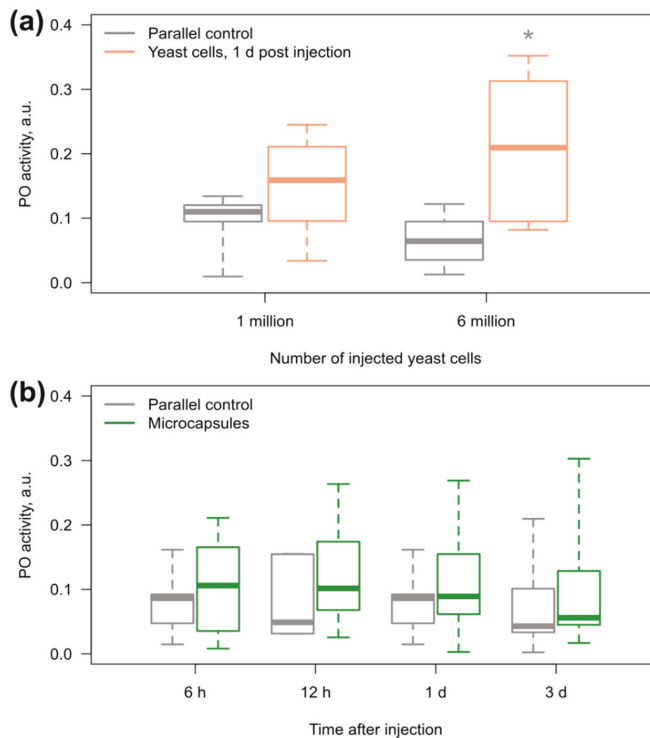 (a)
Parallel control
Yeast cells, 1 d post injection
*
PO activity, a.u.
0.4
0.3
0.2
0.1
0.0
1 million
6 million
Number of injected yeast cells
(b)
Parallel control
Microcapsules
PO activity, a.u.
0.4
0.3
0.2
0.1
0.0
6 h
12 h
1 d
3 d
Time after injection